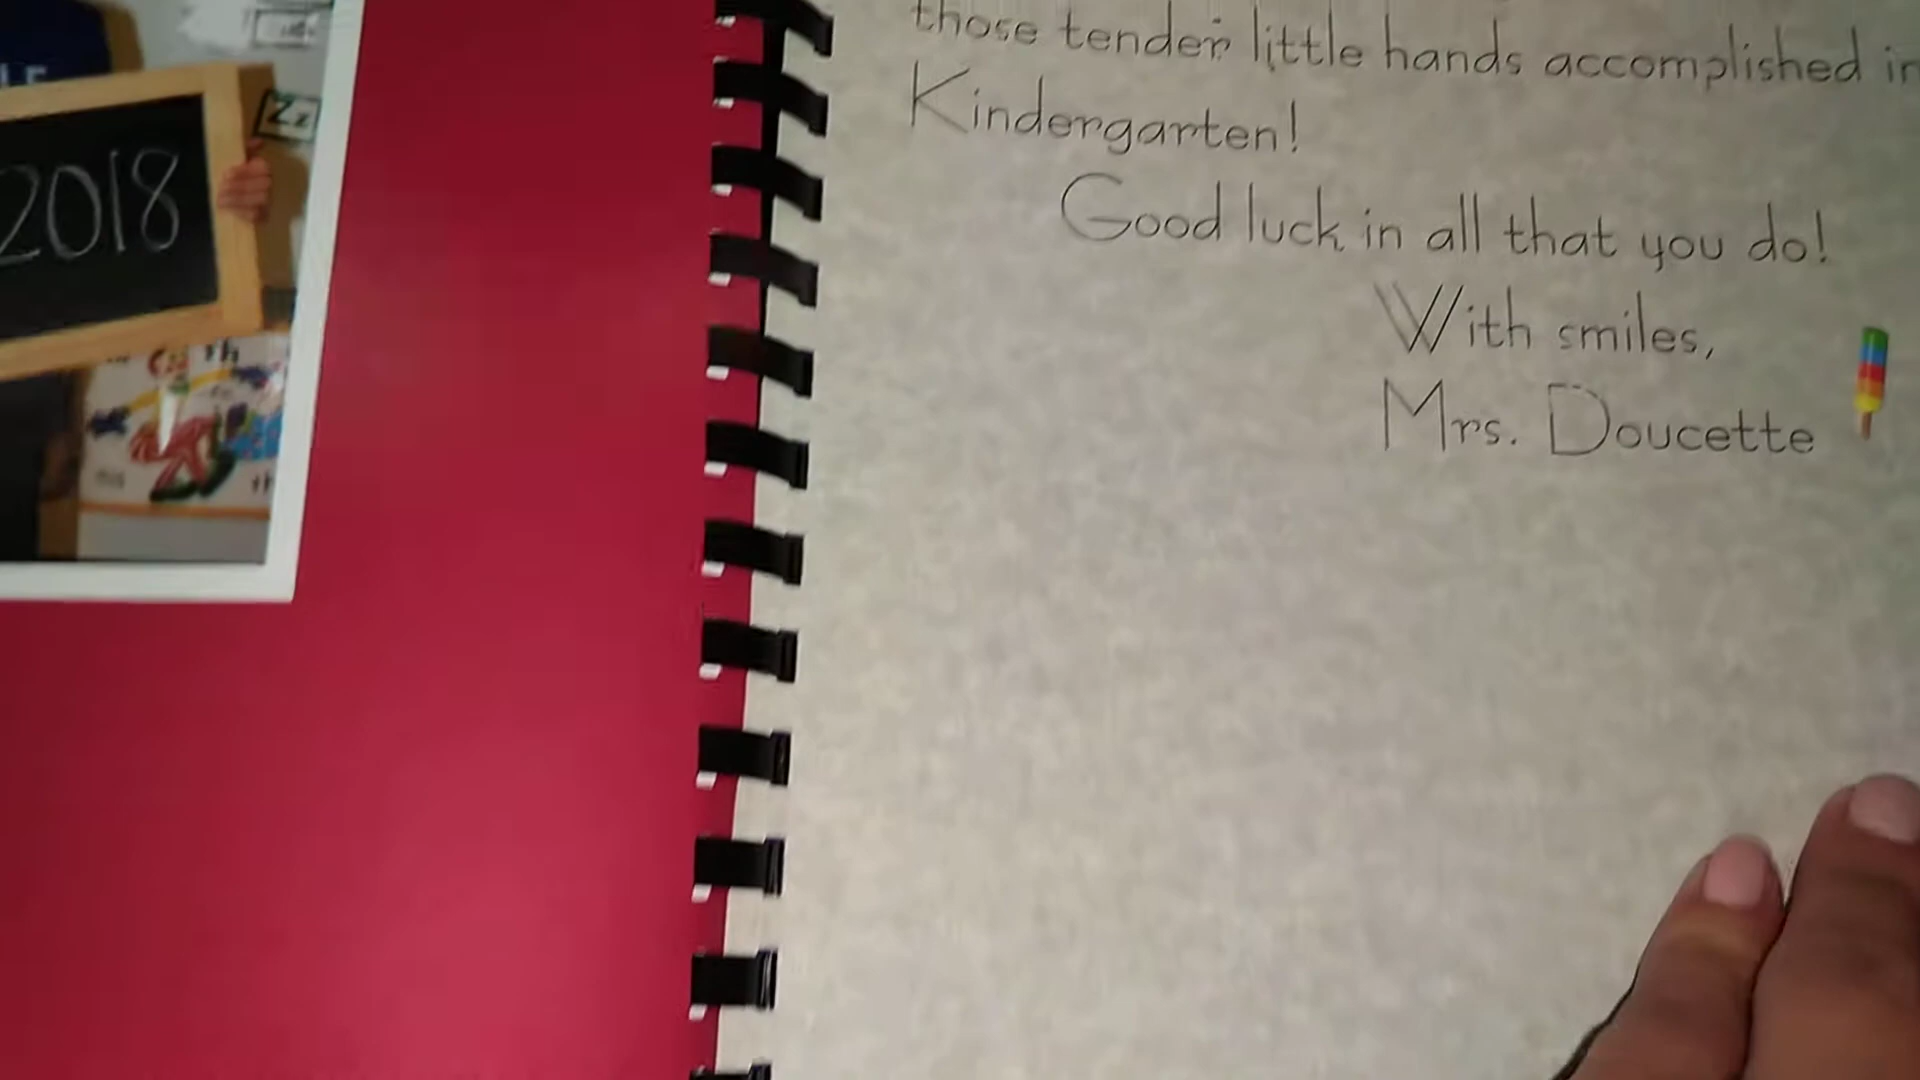 2018
Zz
those tender little hands accomplished in
Kindergarten!
Good luck in all that you do!
With smiles,
Mrs. Doucette